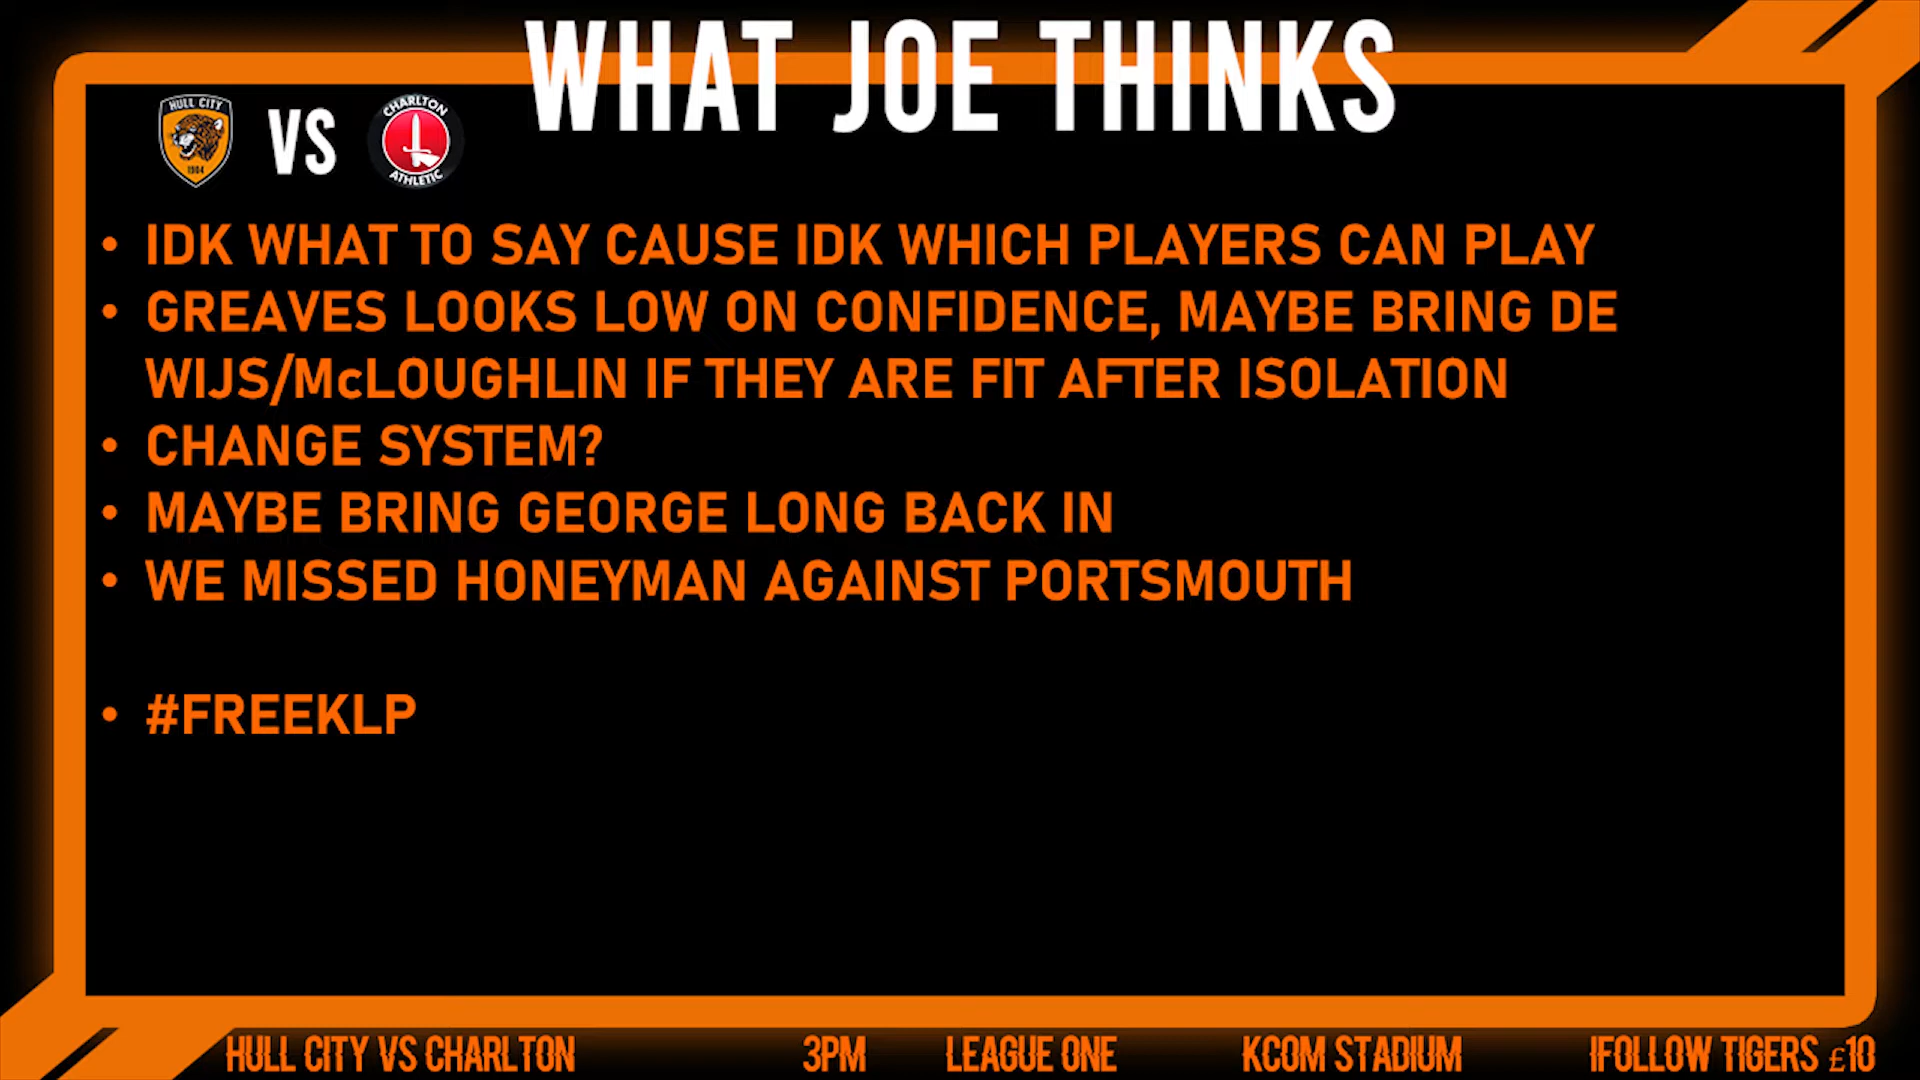 WHAT JOE THINKS
HULL CITY
1904
VS
CHARLTON
ATHLETIC
• IDK WHAT TO SAY CAUSE IDK WHICH PLAYERS CAN PLAY
• GREAVES LOOKS LOW ON CONFIDENCE, MAYBE BRING DE
WIJS/McLOUGHLIN IF THEY ARE FIT AFTER ISOLATION
• CHANGE SYSTEM?
• MAYBE BRING GEORGE LONG BACK IN
• WE MISSED HONEYMAN AGAINST PORTSMOUTH
• #FREEKLP
HULL CITY VS CHARLTON 3PM LEAGUE ONE KCOM STADIUM IFOLLOW TIGERS £10